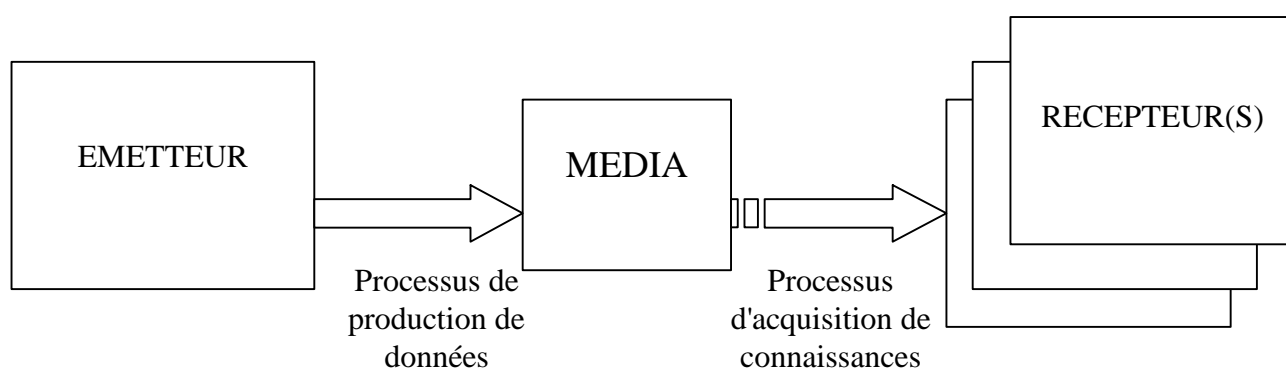 EMETTEUR
MEDIA
RECEPTEUR(S)
Processus de
production de
données
Processus
d'acquisition de
connaissances